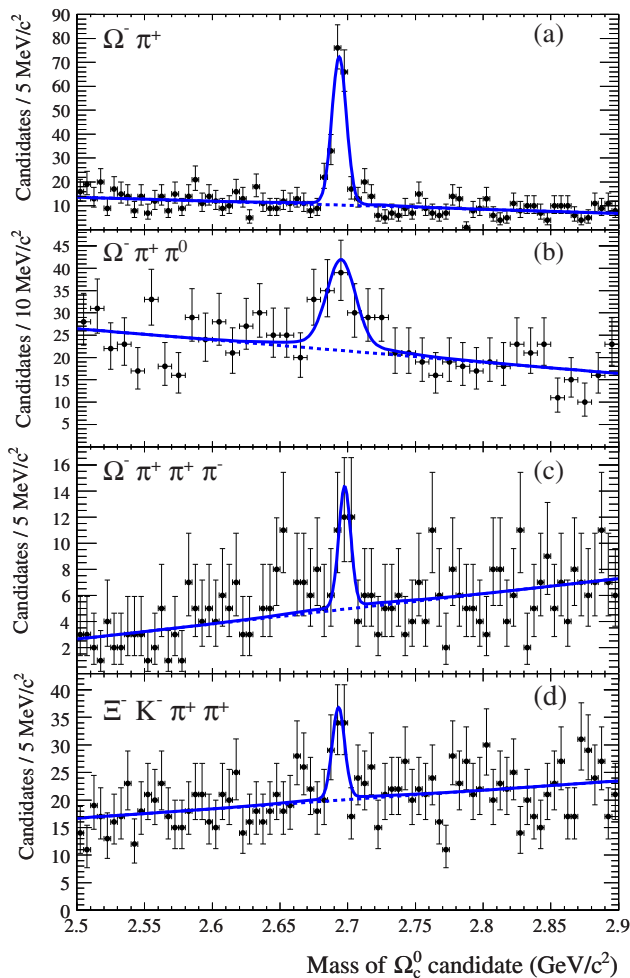 Candidates / 5 MeV/c²
90
80
70
60
50
40
30
20
10
Ω⁻ π⁺
(a)
Candidates / 10 MeV/c²
45
40
35
30
25
20
15
10
5
0
Ω⁻ π⁺ π⁰
(b)
Candidates / 5 MeV/c²
16
14
12
10
8
6
4
2
Ω⁻ π⁺ π⁺ π⁻
(c)
Candidates / 5 MeV/c²
40
35
30
25
20
15
10
5
0
Ξ⁻ K⁻ π⁺ π⁺
(d)
2.5 2.55 2.6 2.65 2.7 2.75 2.8 2.85 2.9
Mass of Ω_c⁰ candidate (GeV/c²)